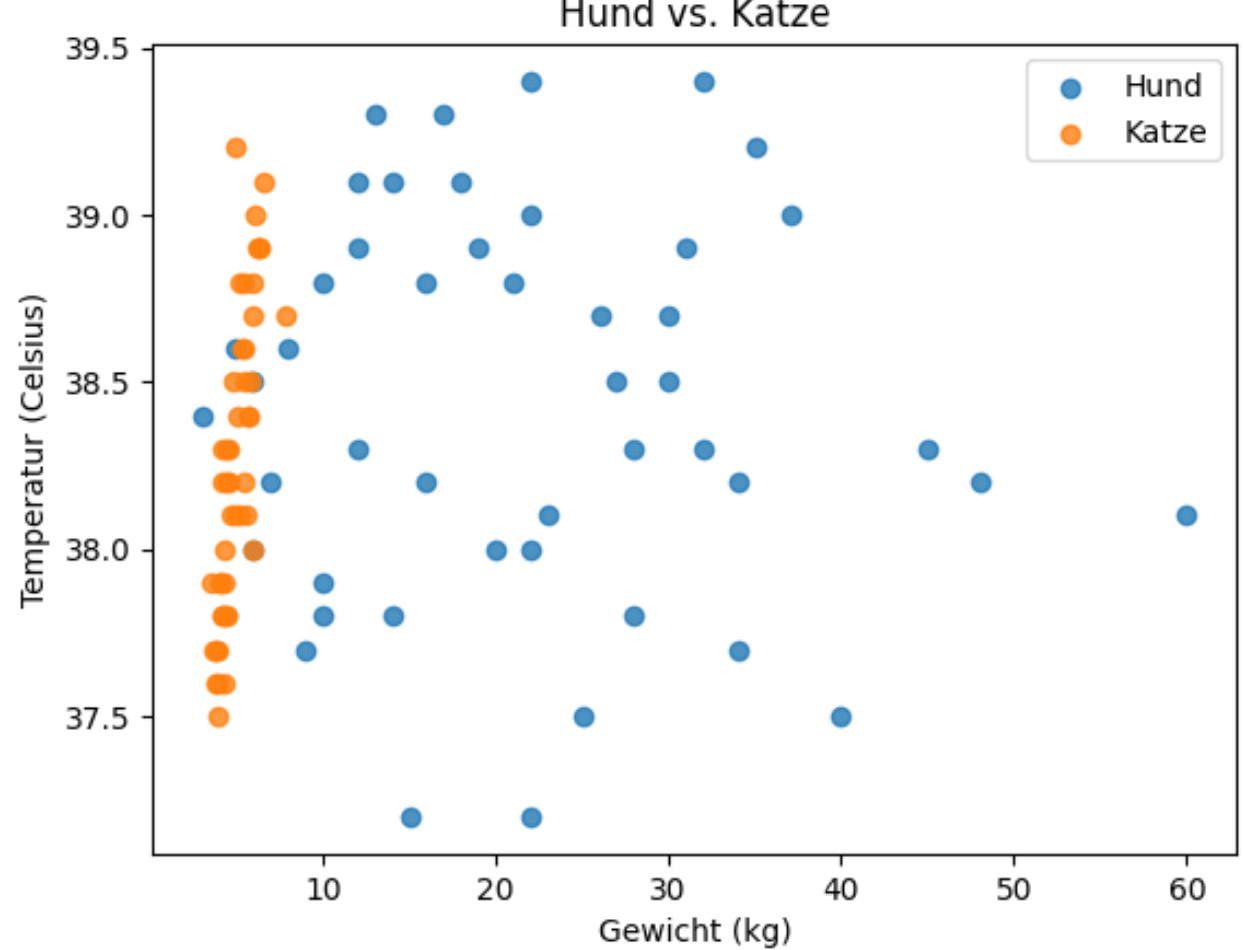 Hund vs. Katze
39.5
39.0
38.5
38.0
37.5
Temperatur (Celsius)
Hund
Katze
10 20 30 40 50 60
Gewicht (kg)